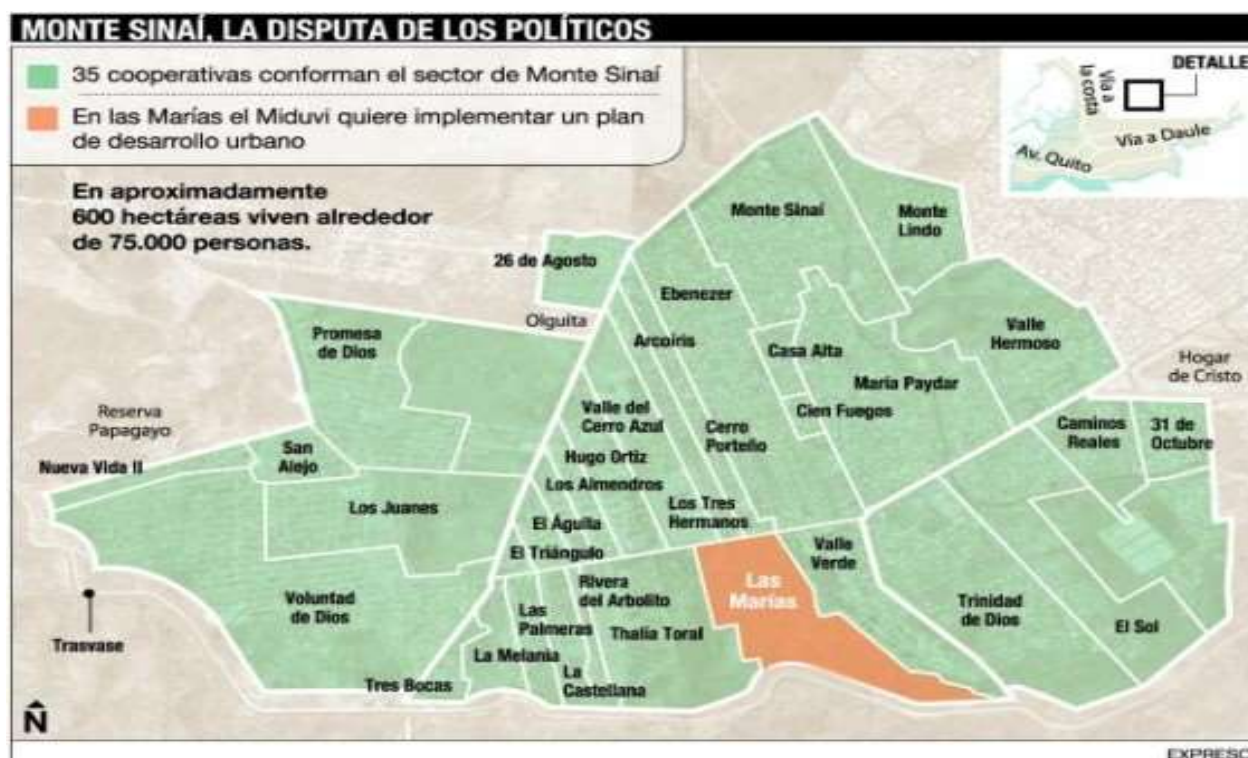 MONTE SINAÍ, LA DISPUTA DE LOS POLÍTICOS
35 cooperativas conforman el sector de Monte Sinaí
En las Marías el Miduvi quiere implementar un plan
de desarrollo urbano
DETALLE
Vía a
la costa
Vía a Daule
Av. Quito
En aproximadamente
600 hectáreas viven alrededor
de 75.000 personas.
Monte Sinaí
Monte
Lindo
26 de Agosto
Ebenezer
Olguita
Promesa
de Dios
Arcoíris
Casa Alta
Valle
Hermoso
Hogar
de Cristo
María Paydar
Reserva
Papagayo
Valle del
Cerro Azul
Cien Fuegos
Cerro
Porteño
Caminos
Reales
31 de
Octubre
San
Alejo
Nueva Vida II
Hugo Ortiz
Los Almendros
Los Juanes
Los Tres
Hermanos
El Águila
El Triángulo
Valle
Verde
Las
Marías
Rivera
del Arbolito
Voluntad
de Dios
Las
Palmeras
Thalía Toral
Trinidad
de Dios
El Sol
Trasvase
La Melania
Tres Bocas
La
Castellana
N
EXPRESO